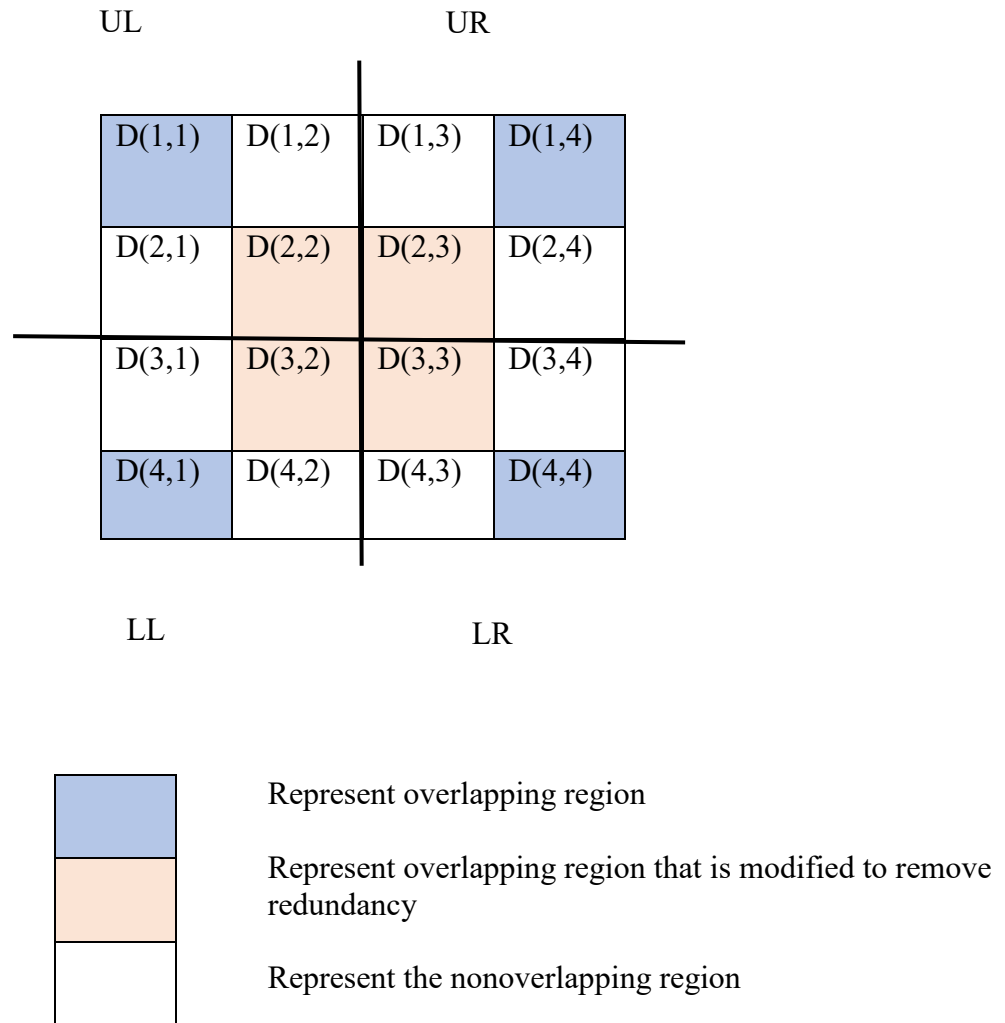 UL UR
D(1,1) D(1,2) D(1,3) D(1,4)
D(2,1) D(2,2) D(2,3) D(2,4)
D(3,1) D(3,2) D(3,3) D(3,4)
D(4,1) D(4,2) D(4,3) D(4,4)
LL LR
Represent overlapping region
Represent overlapping region that is modified to remove
redundancy
Represent the nonoverlapping region